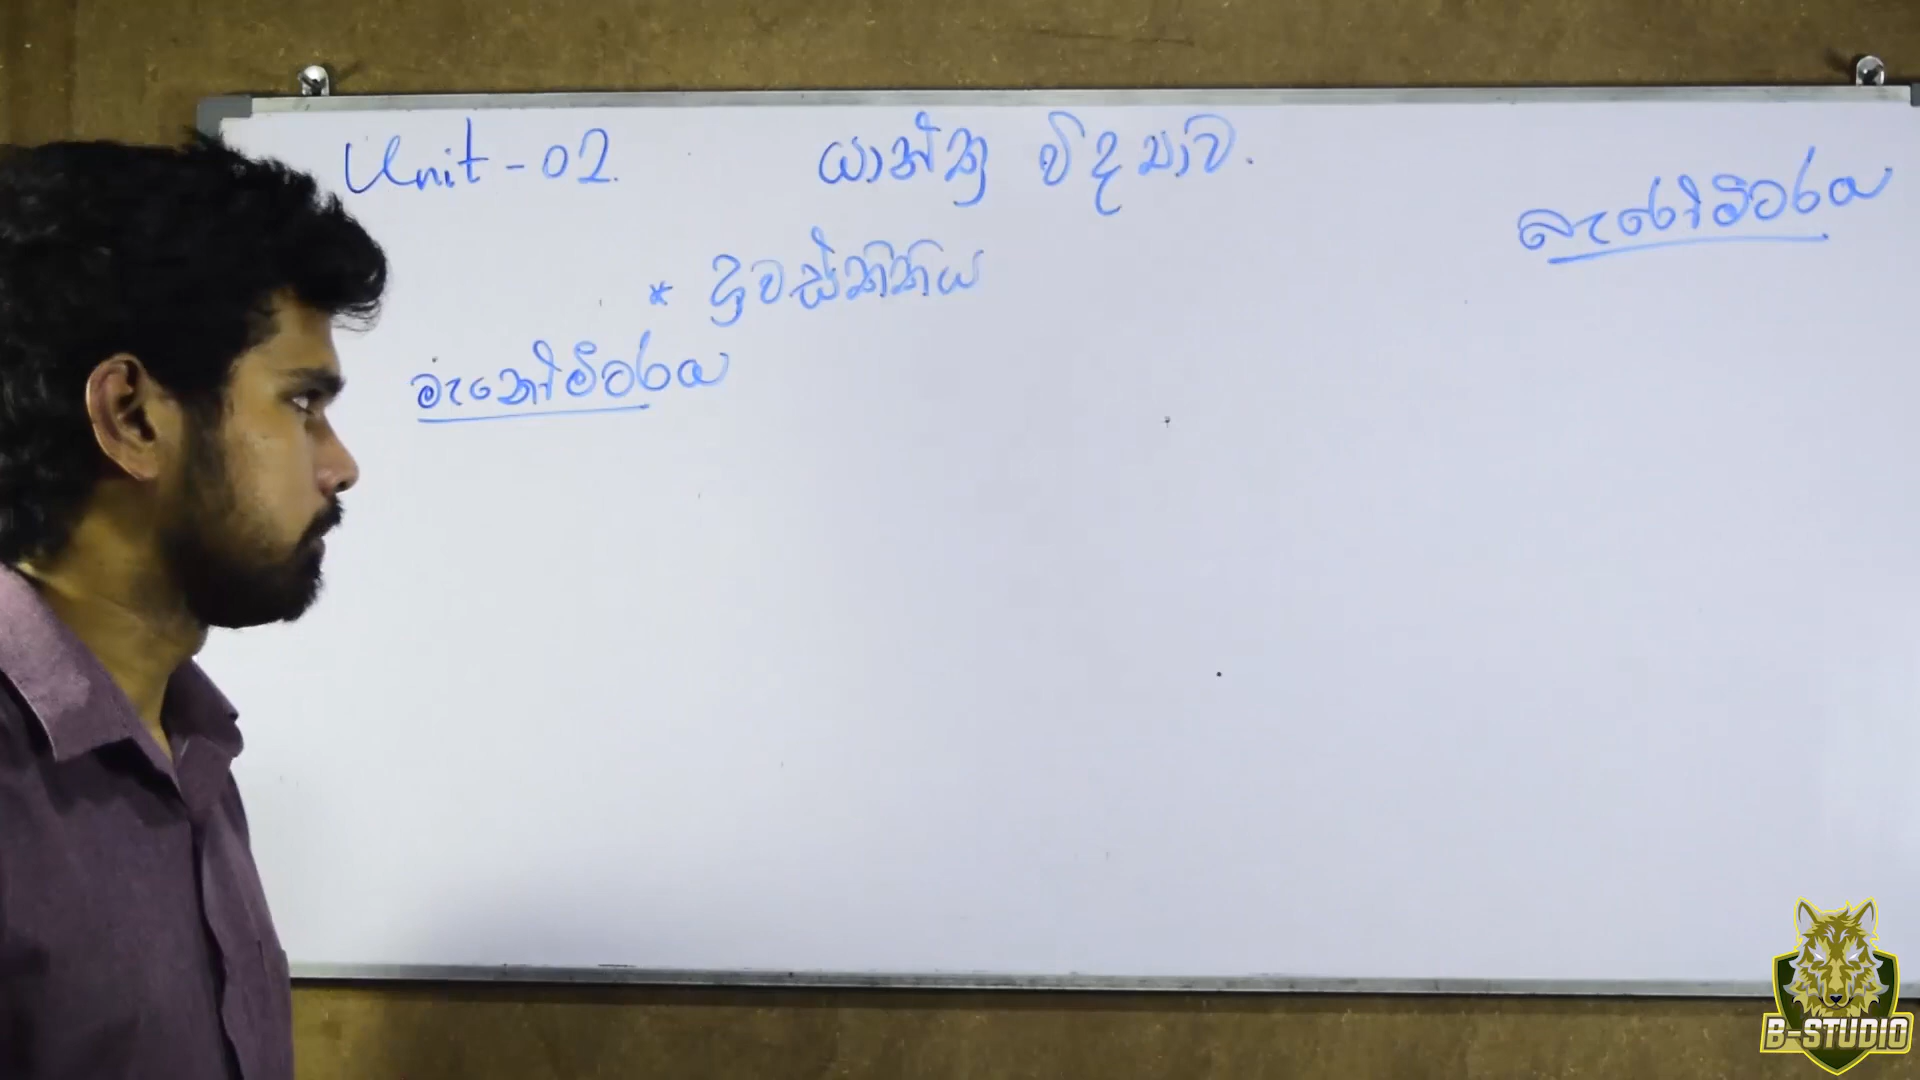 Unit - 02.
යාන්ත්‍ර විද්‍යාව.
බැරෝමීටරය
* ද්‍රවස්ථිතිය
මැනෝමීටරය
B-STUDIO